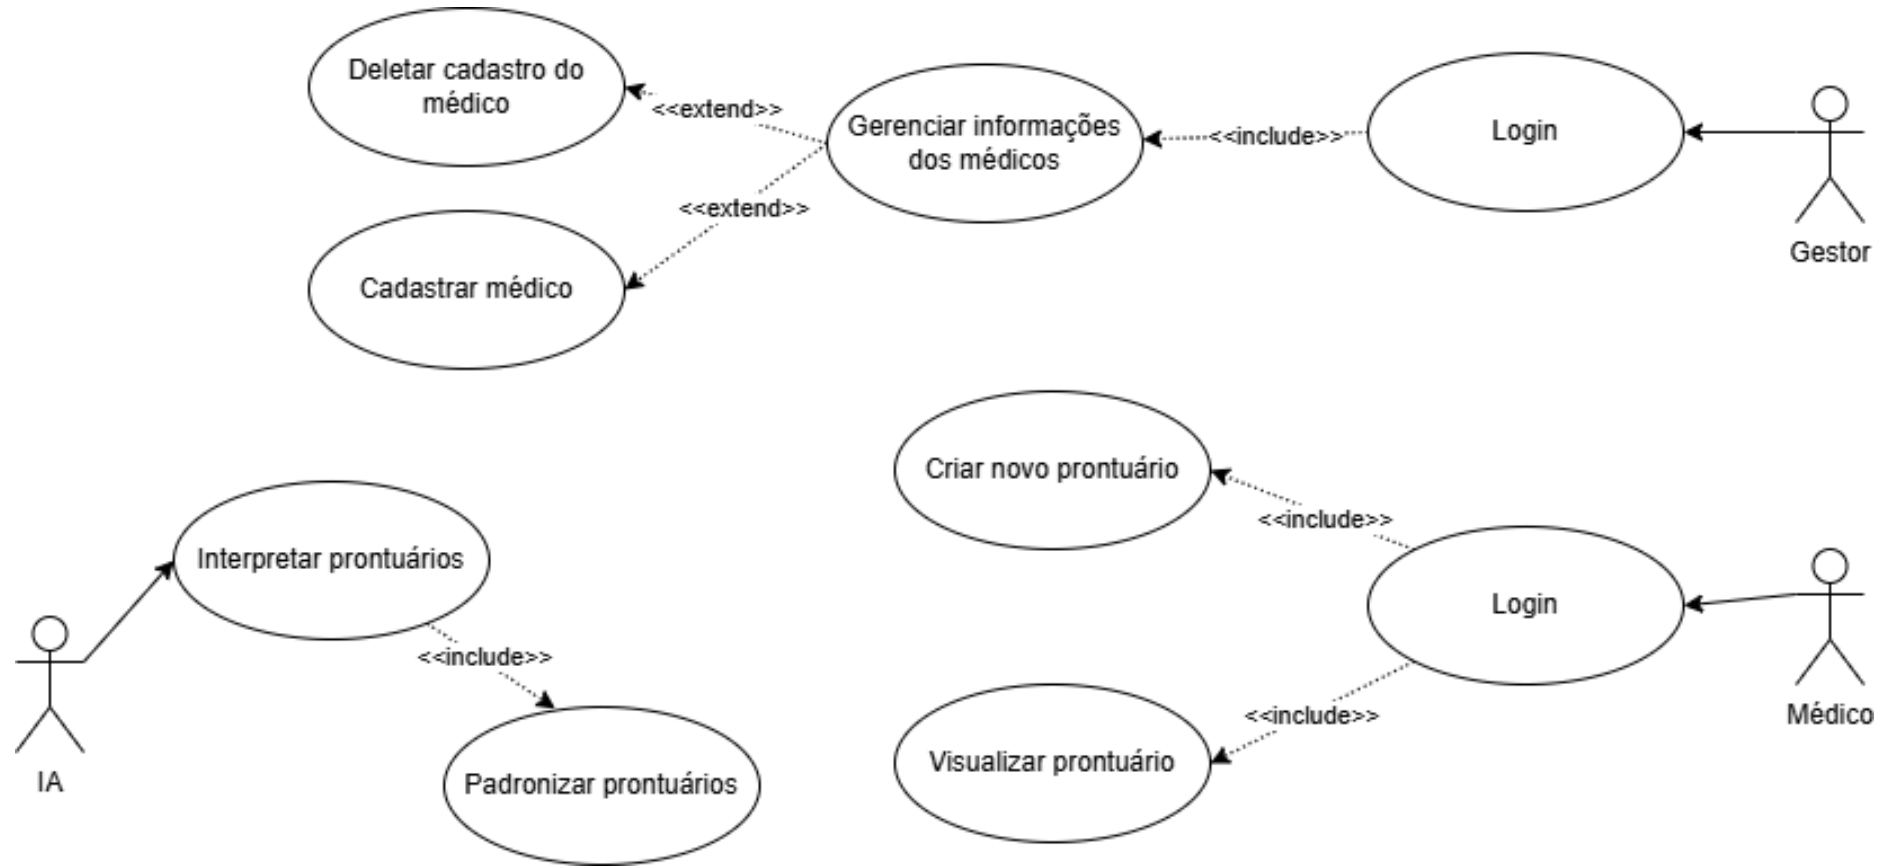 Deletar cadastro do
médico
<<extend>>
Gerenciar informações
dos médicos
<<include>>
Login
Gestor
<<extend>>
Cadastrar médico
Criar novo prontuário
<<include>>
Login
Médico
<<include>>
Visualizar prontuário
Interpretar prontuários
<<include>>
IA
Padronizar prontuários